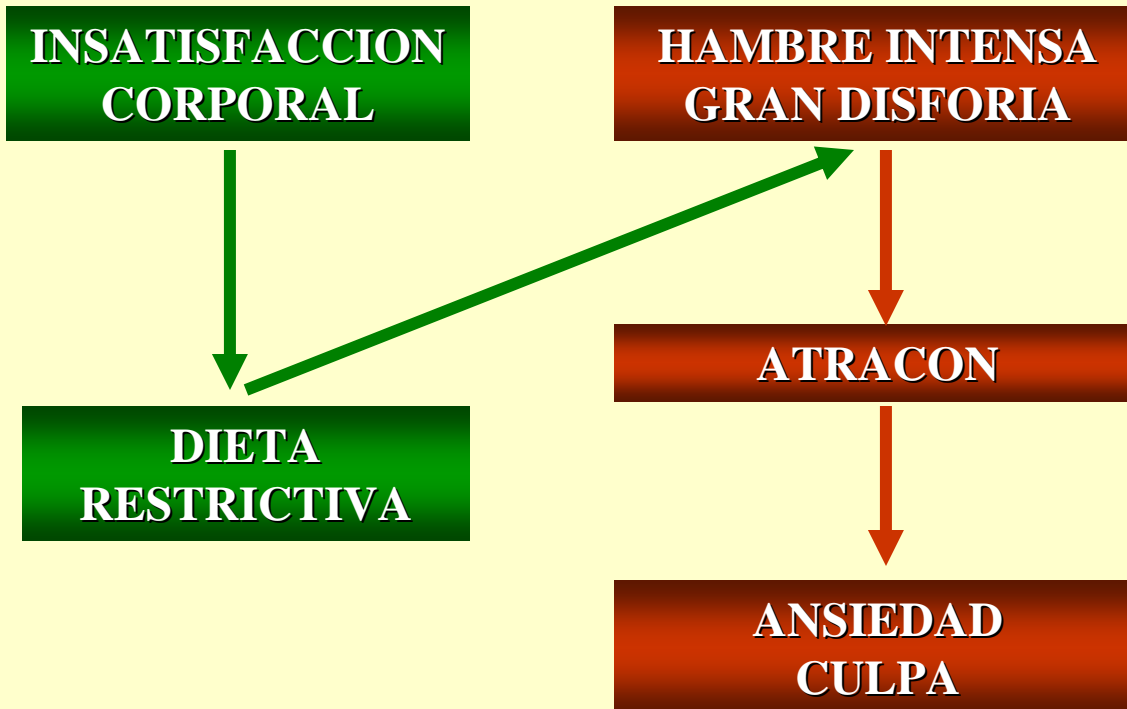 INSATISFACCION
CORPORAL
DIETA
RESTRICTIVA
HAMBRE INTENSA
GRAN DISFORIA
ATRACON
ANSIEDAD
CULPA